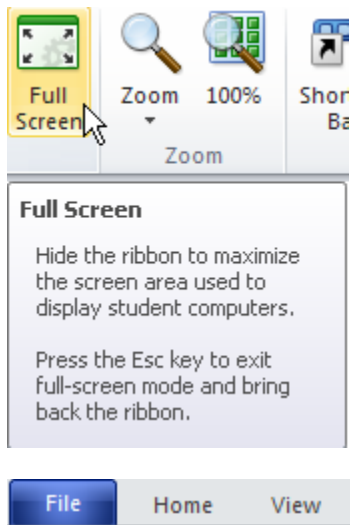 Full Screen
Zoom
100%
Zoom
Full Screen
Hide the ribbon to maximize
the screen area used to
display student computers.
Press the Esc key to exit
full-screen mode and bring
back the ribbon.
File Home View